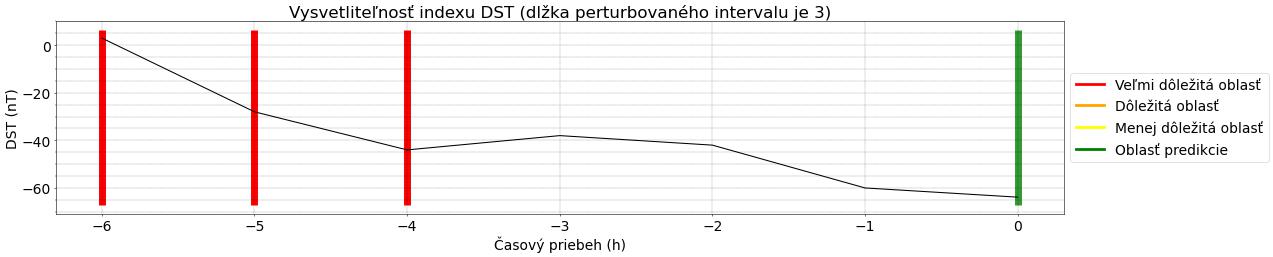 Vysvetliteľnosť indexu DST (dĺžka perturbovaného intervalu je 3)
DST (nT)
0
−20
−40
−60
−6 −5 −4 −3 −2 −1 0
Časový priebeh (h)
Veľmi dôležitá oblasť
Dôležitá oblasť
Menej dôležitá oblasť
Oblasť predikcie